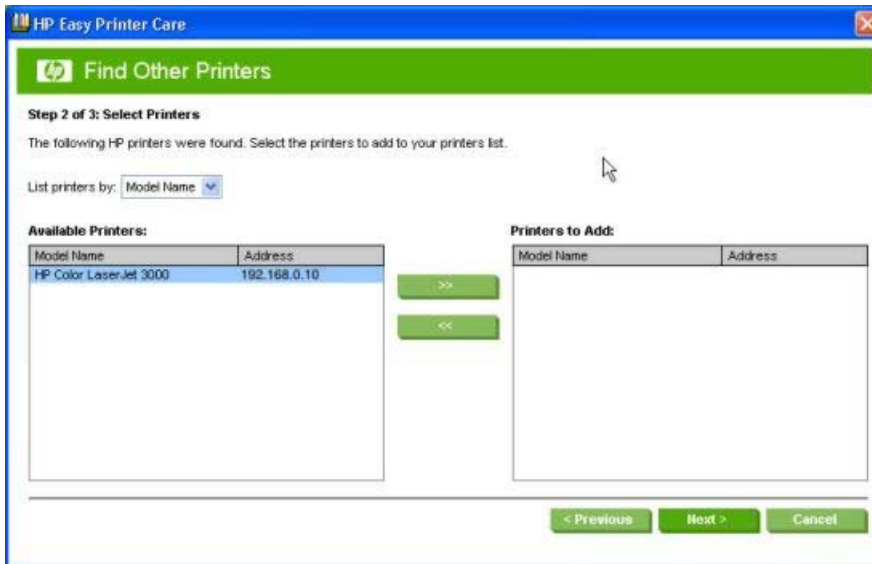 HP Easy Printer Care
hp Find Other Printers
Step 2 of 3: Select Printers
The following HP printers were found. Select the printers to add to your printers list.
List printers by: Model Name
Available Printers:
Model Name Address
HP Color LaserJet 3000 192.168.0.10
>>
<<
Printers to Add:
Model Name Address
< Previous Next > Cancel